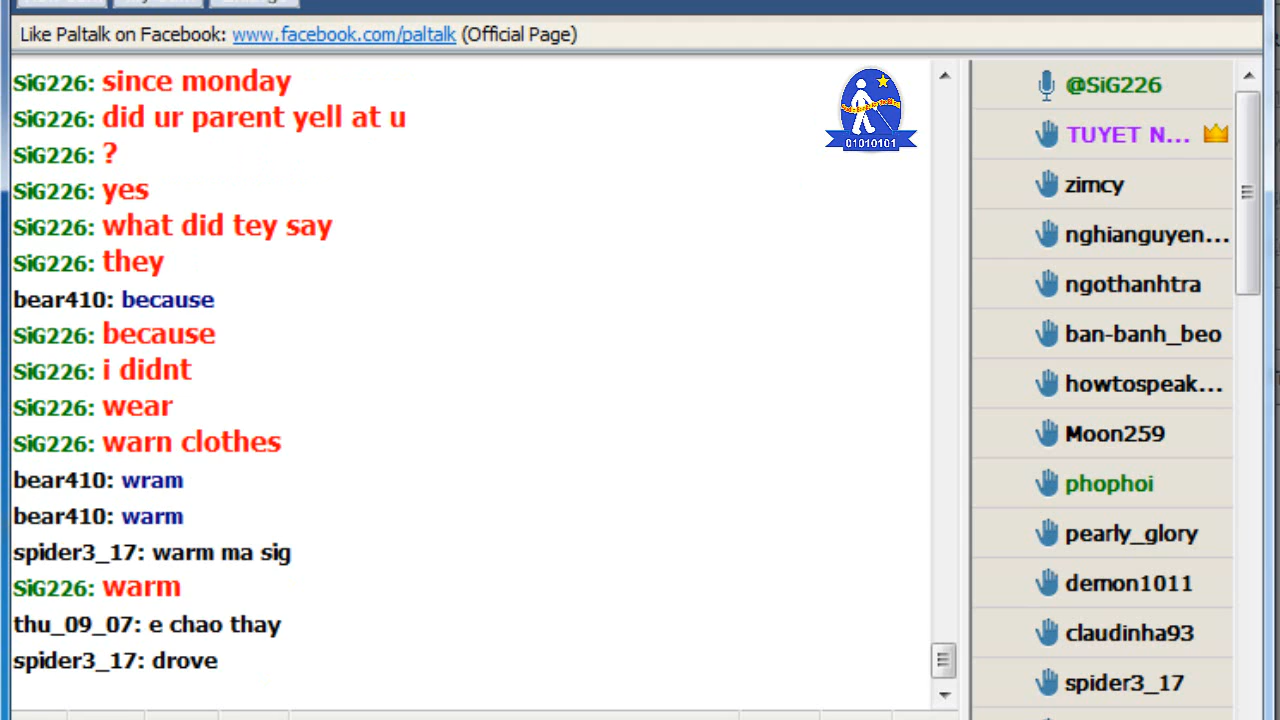 Like Paltalk on Facebook: www.facebook.com/paltalk (Official Page)
SiG226: since monday
SiG226: did ur parent yell at u
SiG226: ?
SiG226: yes
SiG226: what did tey say
SiG226: they
bear410: because
SiG226: because
SiG226: i didnt
SiG226: wear
SiG226: warn clothes
bear410: wram
bear410: warm
spider3_17: warm ma sig
SiG226: warm
thu_09_07: e chao thay
spider3_17: drove
01010101
@SiG226
TUYET N...
zimcy
nghianguyen...
ngothanhtra
ban-banh_beo
howtospeak...
Moon259
phophoi
pearly_glory
demon1011
claudinha93
spider3_17